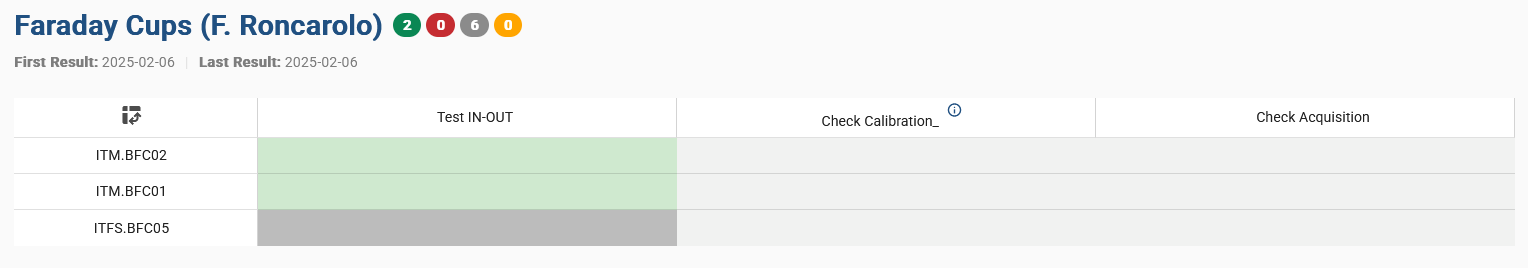 Faraday Cups (F. Roncarolo) 2 0 6 0
First Result: 2025-02-06 | Last Result: 2025-02-06
Test IN-OUT Check Calibration_ Check Acquisition
ITM.BFC02
ITM.BFC01
ITFS.BFC05